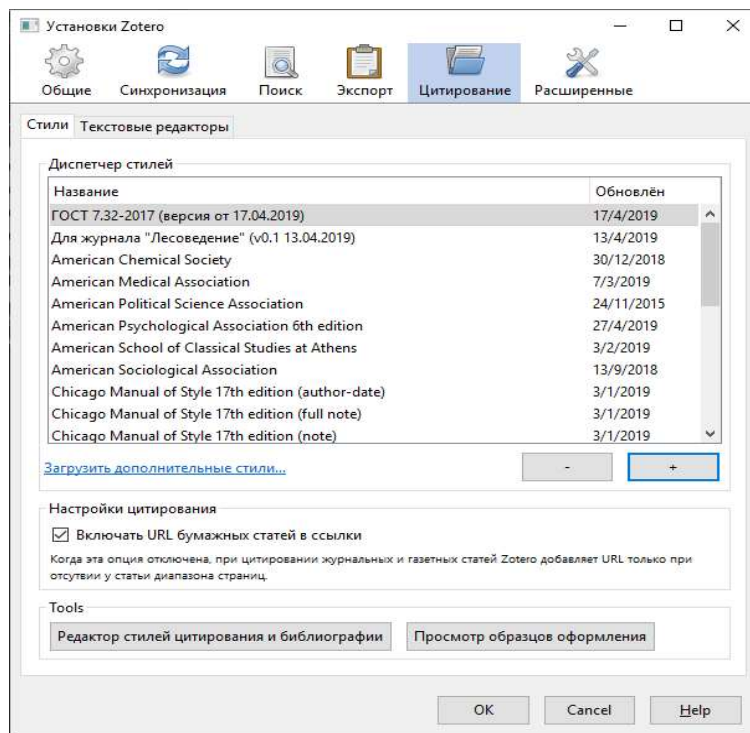 Установки Zotero
Общие Синхронизация Поиск Экспорт Цитирование Расширенные
Стили Текстовые редакторы
Диспетчер стилей
Название Обновлён
ГОСТ 7.32-2017 (версия от 17.04.2019) 17/4/2019
Для журнала "Лесоведение" (v0.1 13.04.2019) 13/4/2019
American Chemical Society 30/12/2018
American Medical Association 7/3/2019
American Political Science Association 24/11/2015
American Psychological Association 6th edition 27/4/2019
American School of Classical Studies at Athens 3/2/2019
American Sociological Association 13/9/2018
Chicago Manual of Style 17th edition (author-date) 3/1/2019
Chicago Manual of Style 17th edition (full note) 3/1/2019
Chicago Manual of Style 17th edition (note) 3/1/2019
Загрузить дополнительные стили... - +
Настройки цитирования
Включать URL бумажных статей в ссылки
Когда эта опция отключена, при цитировании журнальных и газетных статей Zotero добавляет URL только при
отсутвии у статьи диапазона страниц.
Tools
Редактор стилей цитирования и библиографии Просмотр образцов оформления
OK Cancel Help